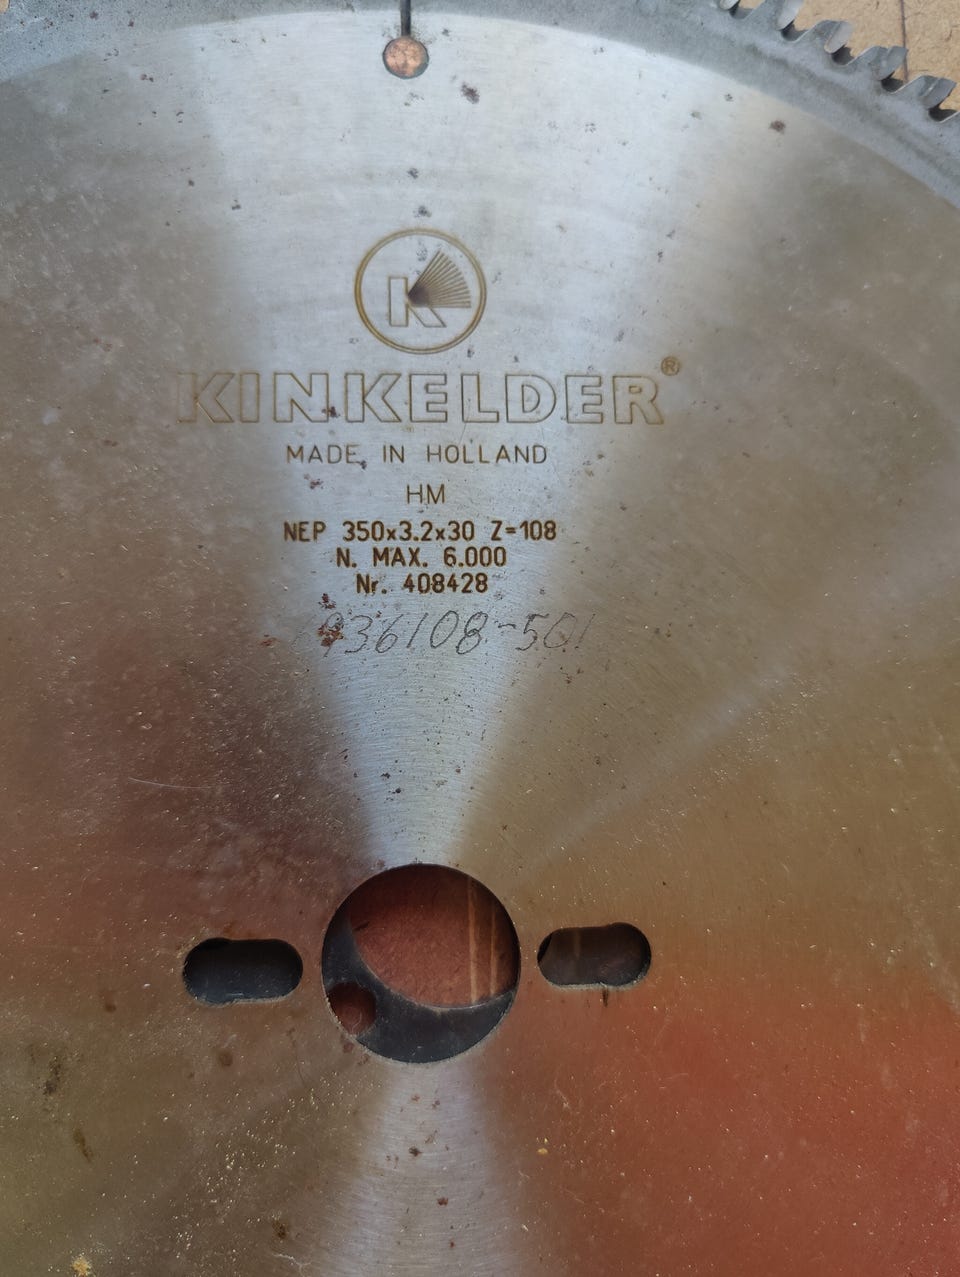 K
KINKELDER®
MADE IN HOLLAND
HM
NEP 350x3.2x30 Z=108
N. MAX. 6.000
Nr. 408428
936108-501